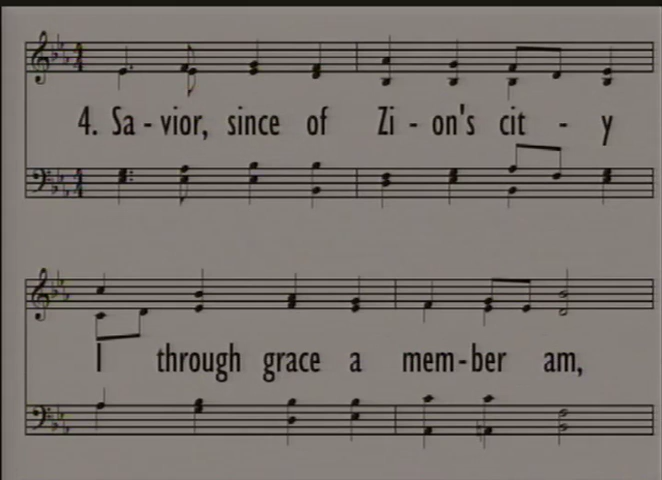 4. Sa - vior, since of Zi - on's cit - y
I through grace a mem - ber am,